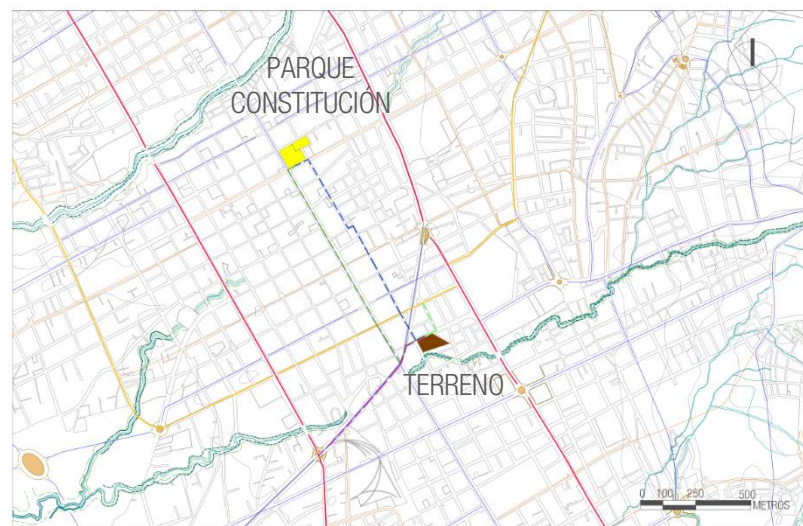 PARQUE
CONSTITUCIÓN
TERRENO
0 100 250 500
METROS